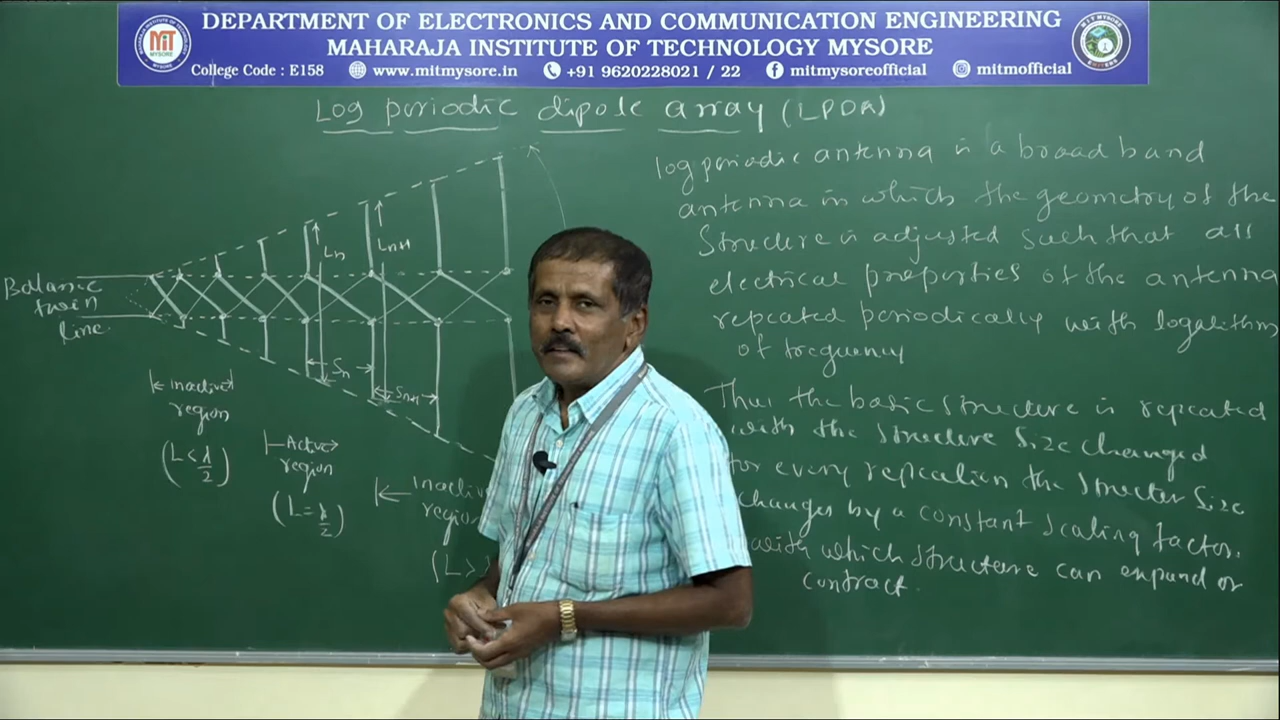 DEPARTMENT OF ELECTRONICS AND COMMUNICATION ENGINEERING
MAHARAJA INSTITUTE OF TECHNOLOGY MYSORE
College Code : E158 www.mitmysore.in +91 9620228021 / 22 mitmysoreofficial mitmofficial
MIT
MYSORE
Log periodic dipole array (LPDA)
log periodic antenna is a broad band
antenna in which the geometry of the
Structure is adjusted such that all
electrical properties of the antenna
repeated periodically with logarithm
of frequency
Thus the basic structure is repeated
with the structure size changed
for every repication the structer size
changes by a constant scaling factor.
with which structure can expand or
contract.
Balance
twin
line.
Ln
Ln+1
Sn
Sn+1
Inactive
region
(L < λ/2)
Active
region
(L = λ/2)
Inactive
region
(L >